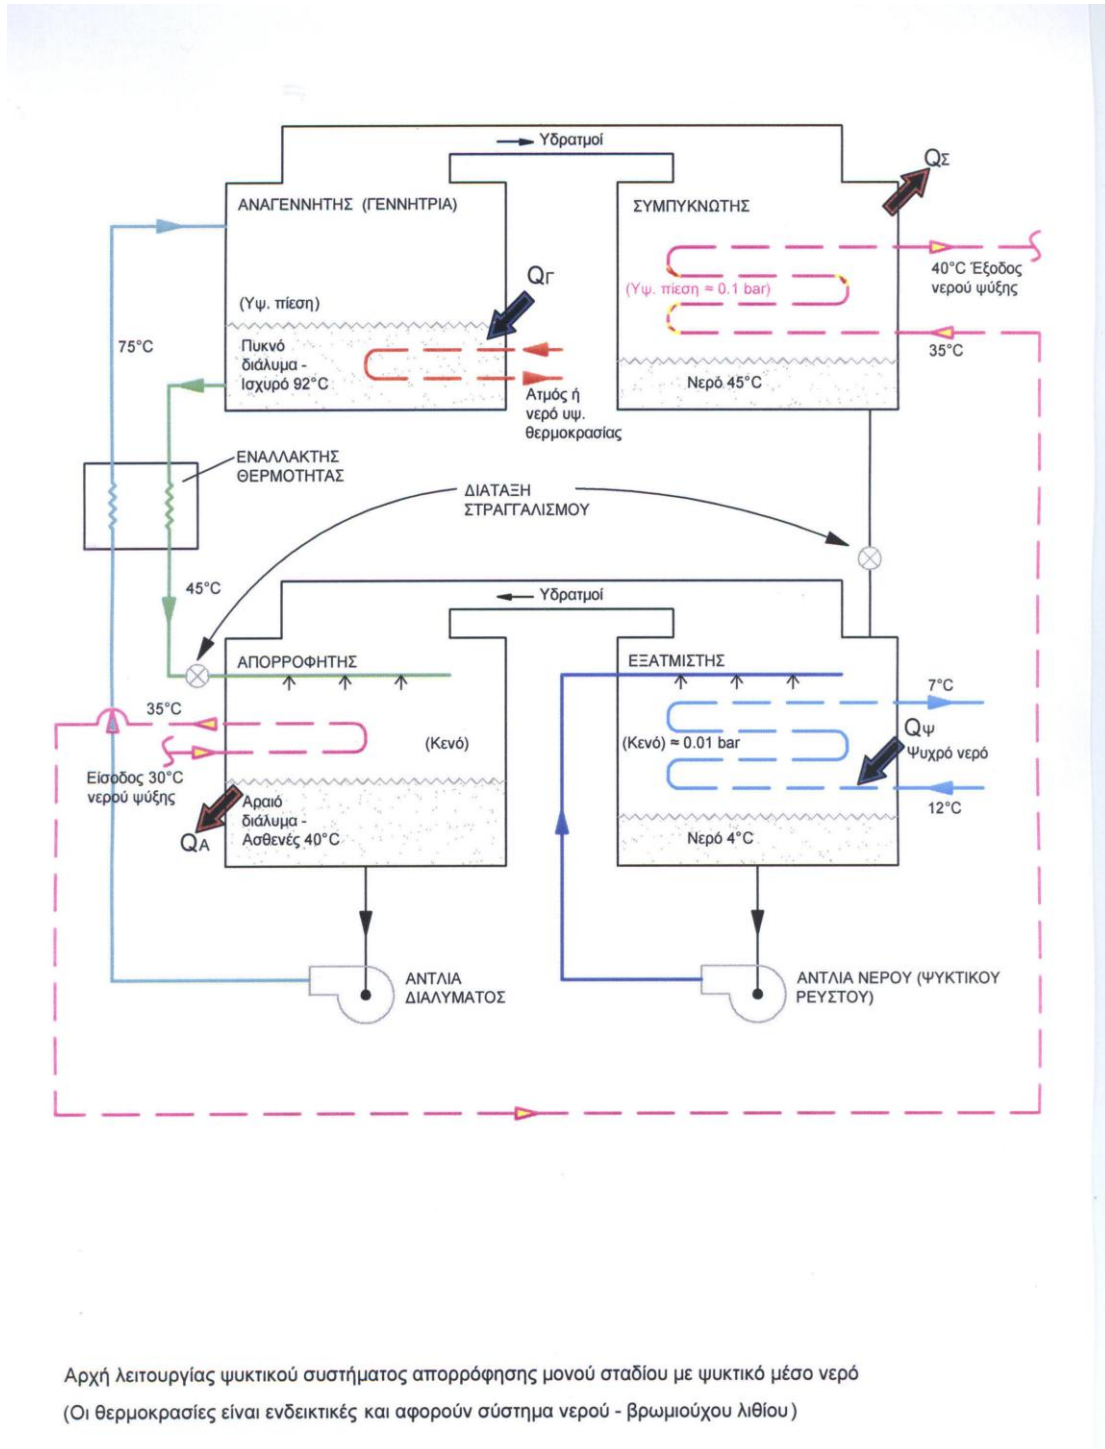 Υδρατμοί
QΣ
ΑΝΑΓΕΝΝΗΤΗΣ (ΓΕΝΝΗΤΡΙΑ)
ΣΥΜΠΥΚΝΩΤΗΣ
QΓ
40°C Έξοδος
νερού ψύξης
(Υψ. πίεση)
(Υψ. πίεση ≈ 0.1 bar)
75°C
Πυκνό
διάλυμα -
Ισχυρό 92°C
35°C
Νερό 45°C
Ατμός ή
νερό υψ.
θερμοκρασίας
ΕΝΑΛΛΑΚΤΗΣ
ΘΕΡΜΟΤΗΤΑΣ
ΔΙΑΤΑΞΗ
ΣΤΡΑΓΓΑΛΙΣΜΟΥ
45°C
Υδρατμοί
ΑΠΟΡΡΟΦΗΤΗΣ
ΕΞΑΤΜΙΣΤΗΣ
7°C
35°C
(Κενό)
(Κενό) ≈ 0.01 bar
QΨ
Ψυχρό νερό
Είσοδος 30°C
νερού ψύξης
12°C
QΑ
Αραιό
διάλυμα -
Ασθενές 40°C
Νερό 4°C
ΑΝΤΛΙΑ
ΔΙΑΛΥΜΑΤΟΣ
ΑΝΤΛΙΑ ΝΕΡΟΥ (ΨΥΚΤΙΚΟΥ
ΡΕΥΣΤΟΥ)
Αρχή λειτουργίας ψυκτικού συστήματος απορρόφησης μονού σταδίου με ψυκτικό μέσο νερό
(Οι θερμοκρασίες είναι ενδεικτικές και αφορούν σύστημα νερού - βρωμιούχου λιθίου)